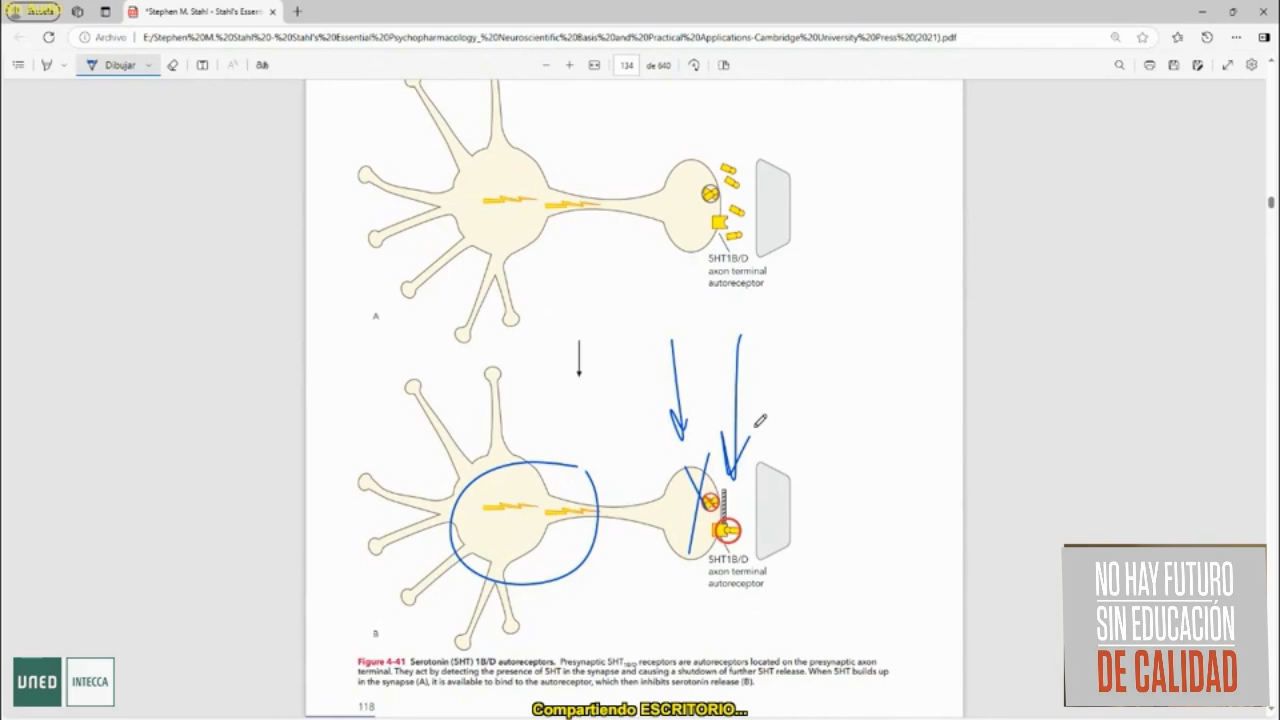 *Stephen M. Stahl - Stahl's Essen
Archivo
E:/Stephen%20M.%20Stahl%20-%20Stahl's%20Essential%20Psychopharmacology_%20Neuroscientific%20Basis%20and%20Practical%20Applications-Cambridge%20University%20Press%20(2021).pdf
Dibujar
134 de 640
5HT1B/D
axon terminal
autoreceptor
A
5HT1B/D
axon terminal
autoreceptor
B
Figure 4-41 Serotonin (5HT) 1B/D autoreceptors. Presynaptic 5HT1B/D receptors are autoreceptors located on the presynaptic axon
terminal. They act by detecting the presence of 5HT in the synapse and causing a shutdown of further 5HT release. When 5HT builds up
in the synapse (A), it is available to bind to the autoreceptor, which then inhibits serotonin release (B).
118
NO HAY FUTURO
SIN EDUCACIÓN
DE CALIDAD
UNED
INTECCA
Compartiendo ESCRITORIO...